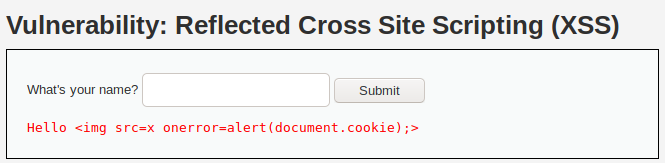 Vulnerability: Reflected Cross Site Scripting (XSS)
What's your name? Submit
Hello <img src=x onerror=alert(document.cookie);>